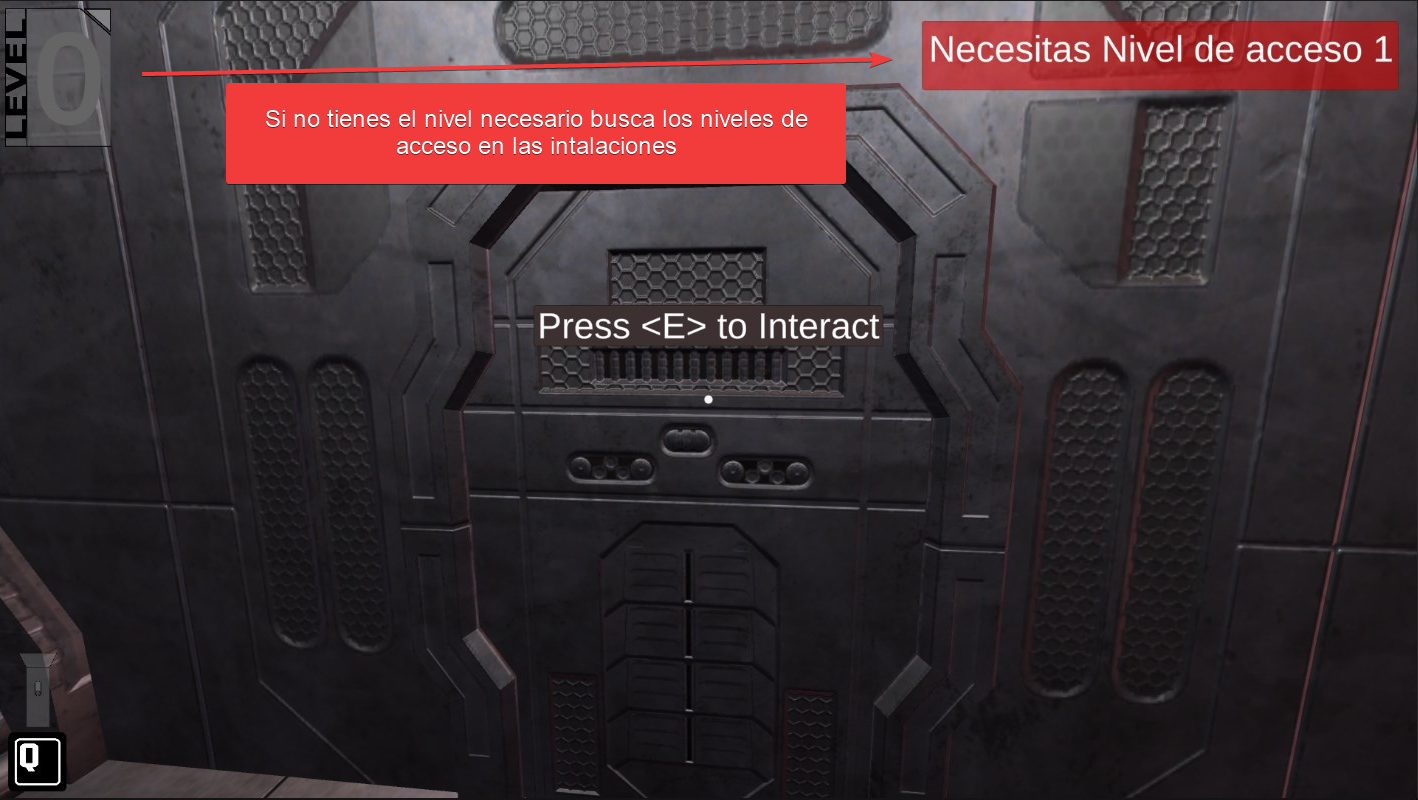 LEVEL
0
Necesitas Nivel de acceso 1
Si no tienes el nivel necesario busca los niveles de
acceso en las intalaciones
Press <E> to Interact
Q